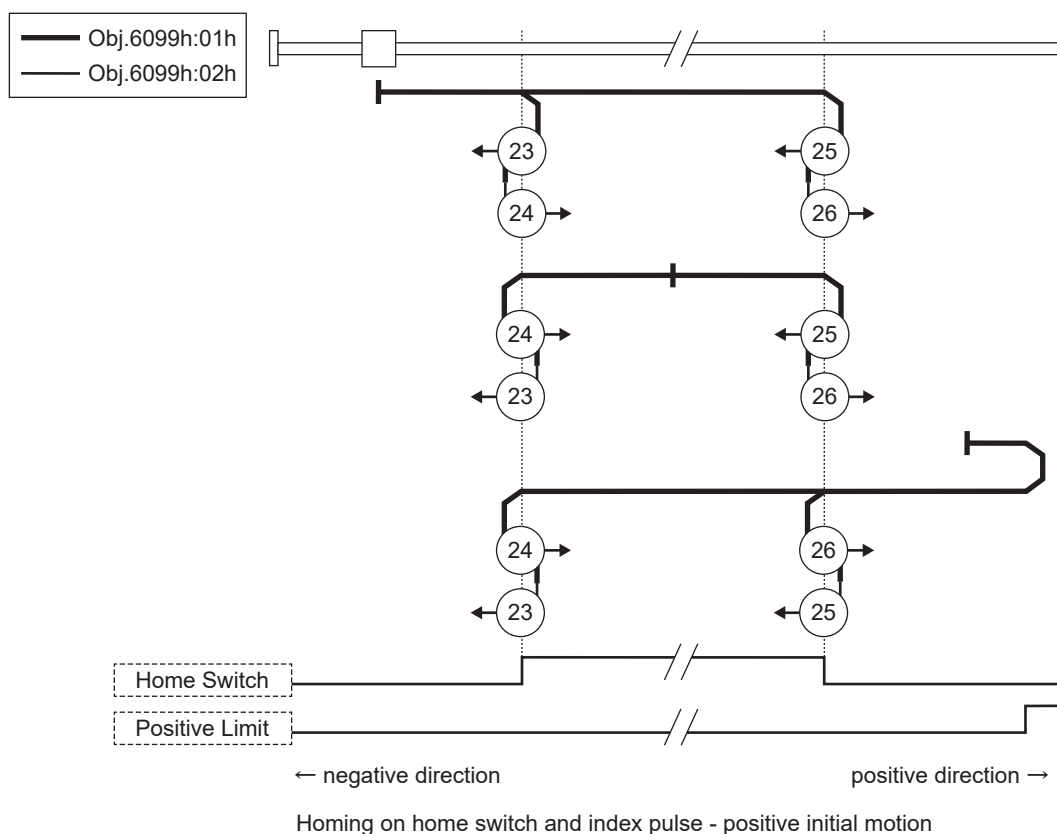 Obj.6099h:01h
Obj.6099h:02h
23 25
24 26
24 25
23 26
24 26
23 25
Home Switch
Positive Limit
← negative direction positive direction →
Homing on home switch and index pulse - positive initial motion